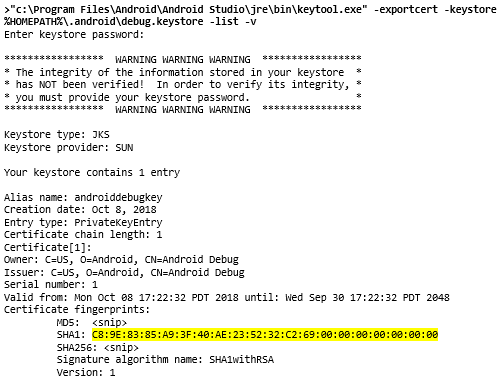 >"c:\Program Files\Android\Android Studio\jre\bin\keytool.exe" -exportcert -keystore
%HOMEPATH%\.android\debug.keystore -list -v
Enter keystore password:
***************** WARNING WARNING WARNING *****************
* The integrity of the information stored in your keystore *
* has NOT been verified! In order to verify its integrity, *
* you must provide your keystore password. *
***************** WARNING WARNING WARNING *****************
Keystore type: JKS
Keystore provider: SUN
Your keystore contains 1 entry
Alias name: androiddebugkey
Creation date: Oct 8, 2018
Entry type: PrivateKeyEntry
Certificate chain length: 1
Certificate[1]:
Owner: C=US, O=Android, CN=Android Debug
Issuer: C=US, O=Android, CN=Android Debug
Serial number: 1
Valid from: Mon Oct 08 17:22:32 PDT 2018 until: Wed Sep 30 17:22:32 PDT 2048
Certificate fingerprints:
MD5: <snip>
SHA1: C8:9E:83:85:A9:3F:40:AE:23:52:32:C2:69:00:00:00:00:00:00:00
SHA256: <snip>
Signature algorithm name: SHA1withRSA
Version: 1